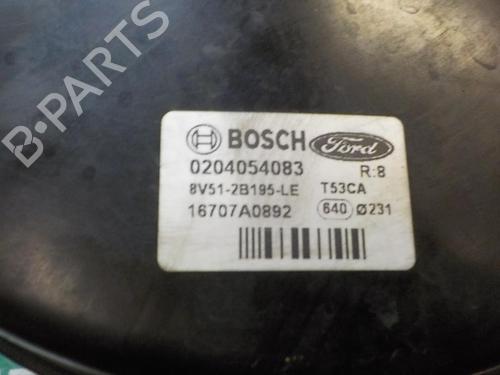 B-PARTS
BOSCH Ford
0204054083 R:8
8V51-2B195-LE T53CA
16707A0892 640 Ø231